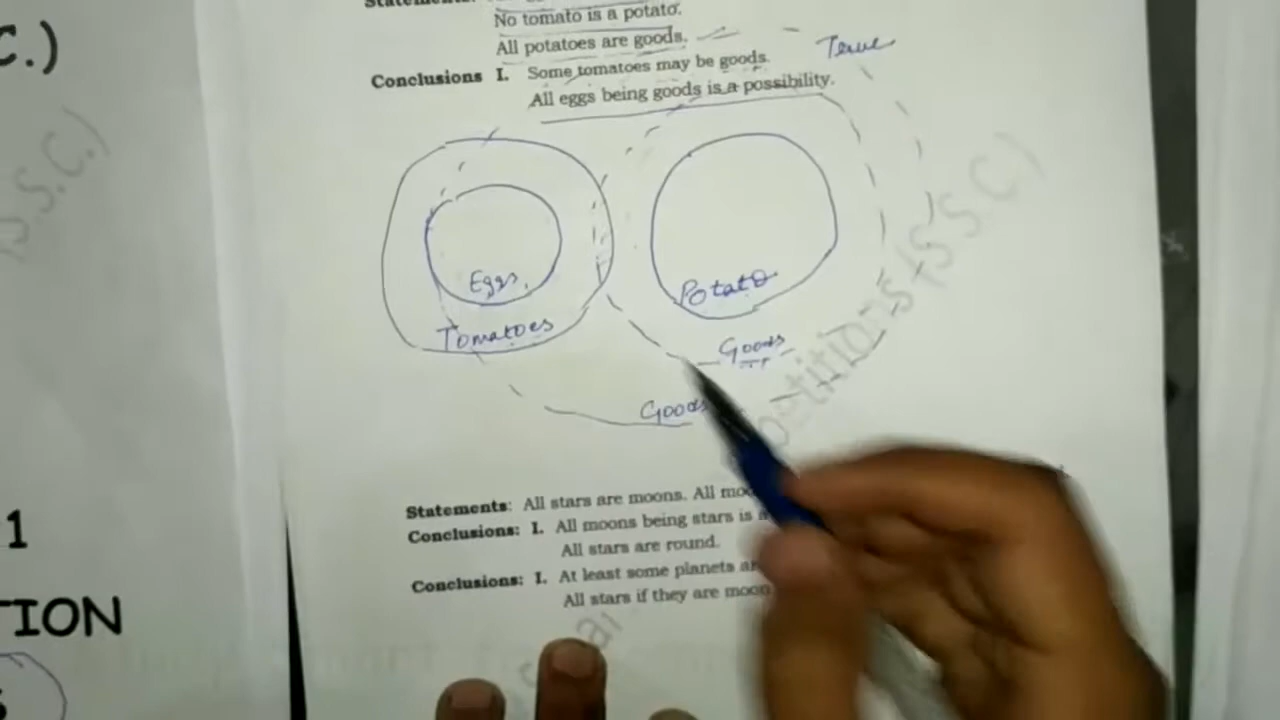 C.)
No tomato is a potato.
All potatoes are goods.
True
Conclusions I. Some tomatoes may be goods.
All eggs being goods is a possibility.
Eggs,
Potato
Tomatoes
Goods
Goods
Statements: All stars are moons. All
Conclusions: I. All moons being stars is
All stars are round.
Conclusions: I. At least some planets
All stars if they are moon
1
TION
S.S.C.)
(S.S.C)